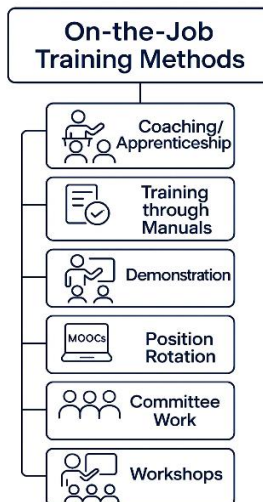 On-the-Job
Training Methods
Coaching/
Apprenticeship
Training
through
Manuals
Demonstration
MOOCs
Position
Rotation
Committee
Work
Workshops